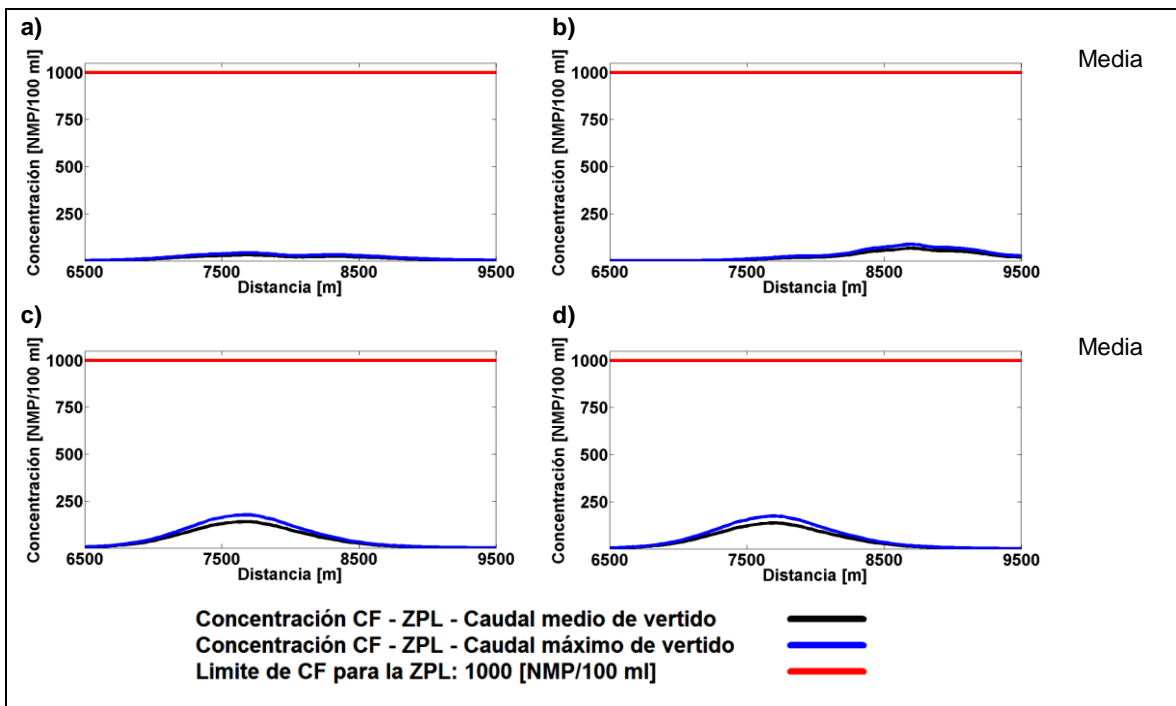 a)
Concentración [NMP/100 ml]
1000
750
500
250
6500 7500 8500 9500
Distancia [m]
b)
Concentración [NMP/100 ml]
1000
750
500
250
6500 7500 8500 9500
Distancia [m]
Media
c)
Concentración [NMP/100 ml]
1000
750
500
250
6500 7500 8500 9500
Distancia [m]
d)
Concentración [NMP/100 ml]
1000
750
500
250
6500 7500 8500 9500
Distancia [m]
Media
Concentración CF - ZPL - Caudal medio de vertido
Concentración CF - ZPL - Caudal máximo de vertido
Limite de CF para la ZPL: 1000 [NMP/100 ml]